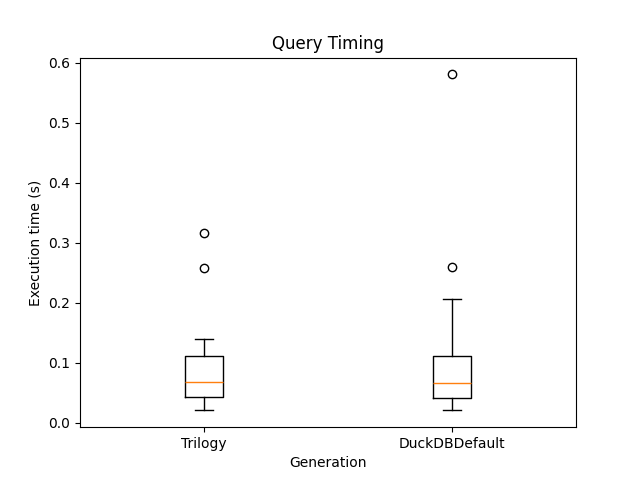 Query Timing
Execution time (s)
0.6
0.5
0.4
0.3
0.2
0.1
0.0
Trilogy
DuckDBDefault
Generation